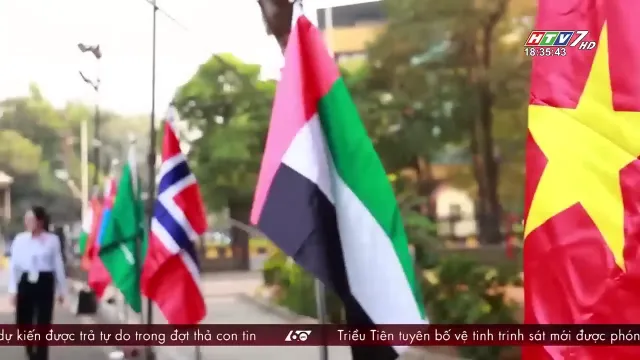 HTV7 HD
18:35:43
dự kiến được trả tự do trong đợt thả con tin
60
Triều Tiên tuyên bố vệ tinh trinh sát mới được phón